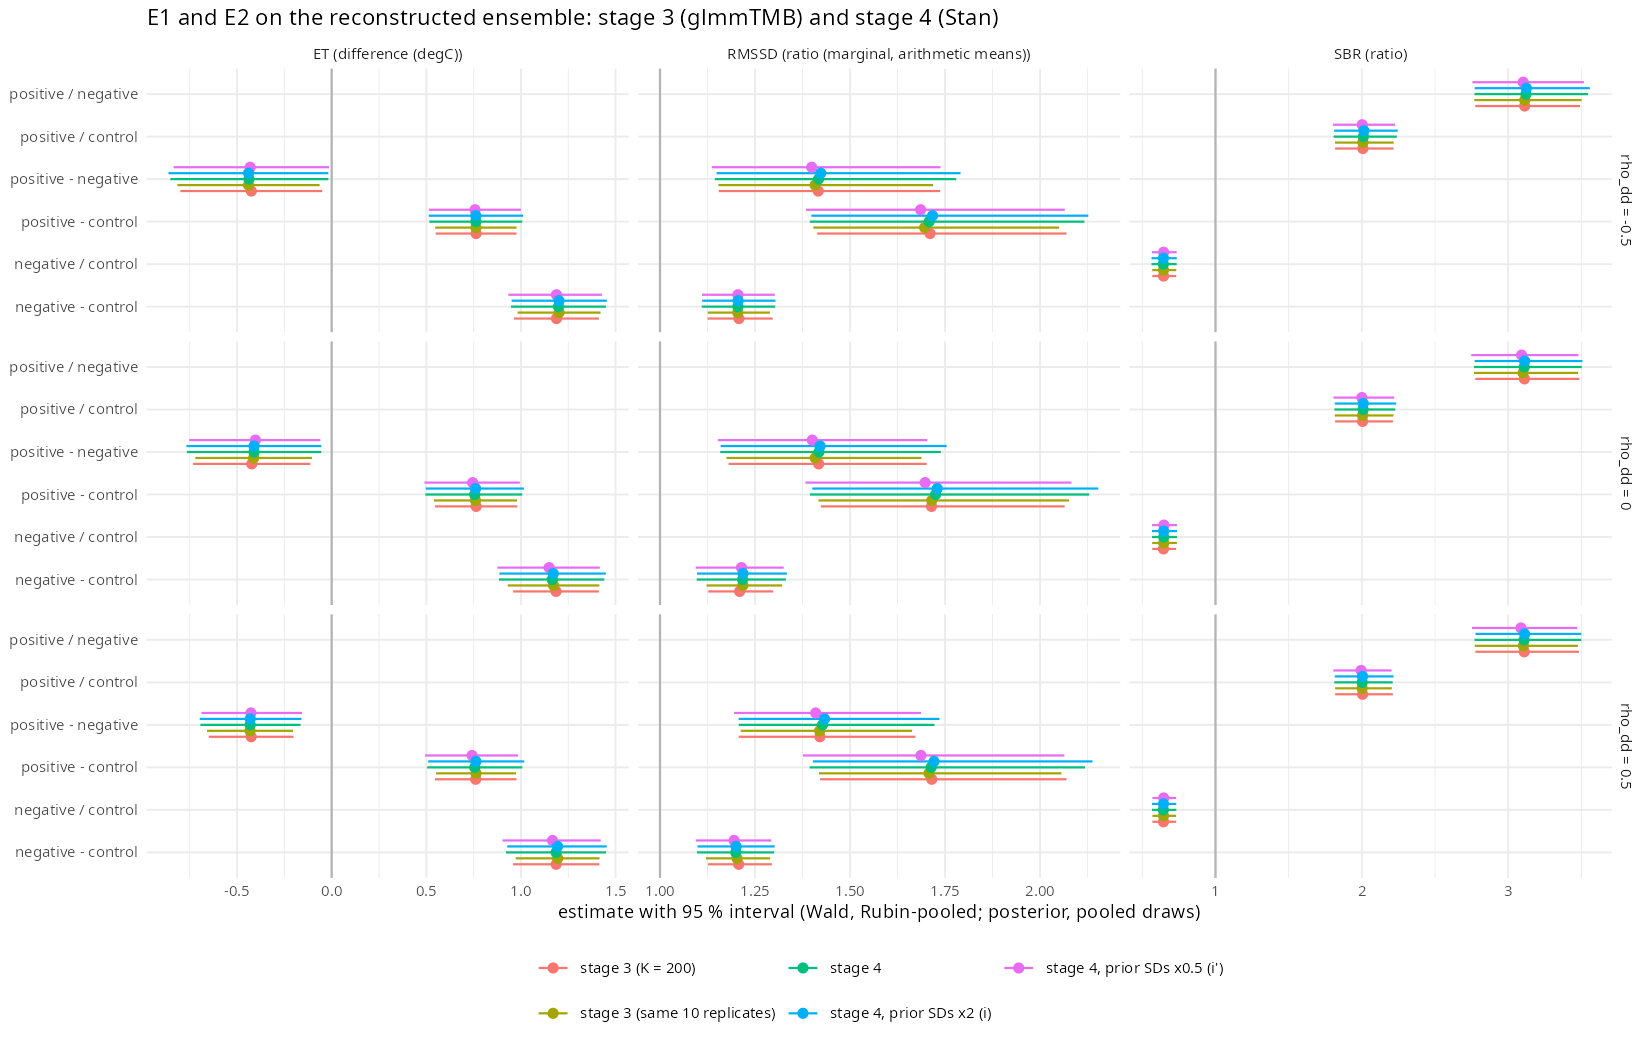 E1 and E2 on the reconstructed ensemble: stage 3 (glmmTMB) and stage 4 (Stan)
ET (difference (degC))
RMSSD (ratio (marginal, arithmetic means))
SBR (ratio)
positive / negative
positive / control
positive - negative
positive - control
negative / control
negative - control
rho_dd = -0.5
positive / negative
positive / control
positive - negative
positive - control
negative / control
negative - control
rho_dd = 0
positive / negative
positive / control
positive - negative
positive - control
negative / control
negative - control
rho_dd = 0.5
-0.5 0.0 0.5 1.0 1.5
1.00 1.25 1.50 1.75 2.00
1 2 3
estimate with 95 % interval (Wald, Rubin-pooled; posterior, pooled draws)
stage 3 (K = 200)
stage 4
stage 4, prior SDs x0.5 (i')
stage 3 (same 10 replicates)
stage 4, prior SDs x2 (i)